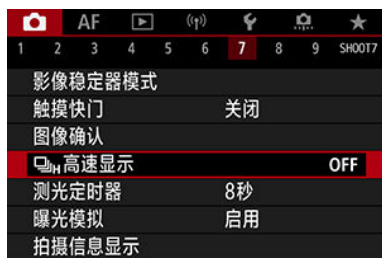 AF
1 2 3 4 5 6 7 8 9 SHOOT7
影像稳定器模式
触摸快门 关闭
图像确认
H高速显示 OFF
测光定时器 8秒
曝光模拟 启用
拍摄信息显示